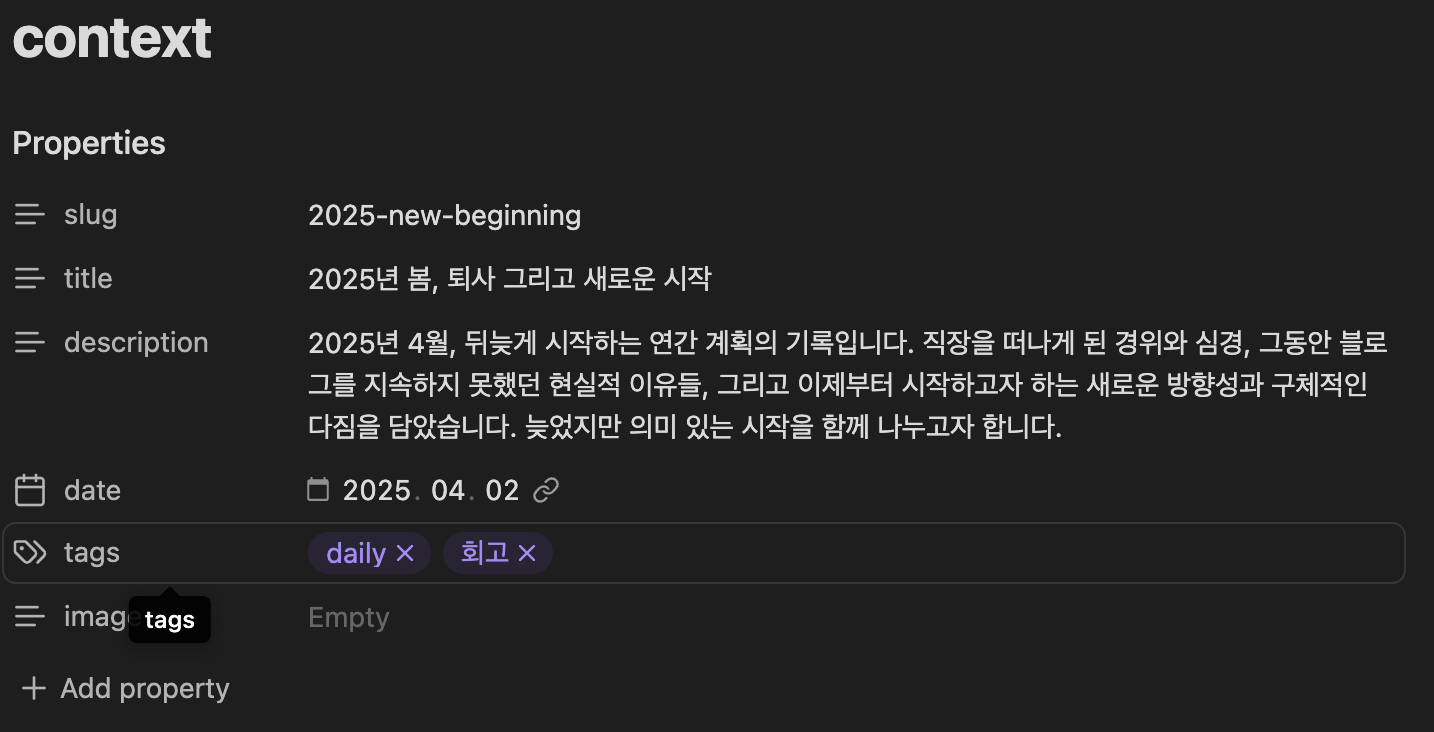 context
Properties
slug 2025-new-beginning
title 2025년 봄, 퇴사 그리고 새로운 시작
description 2025년 4월, 뒤늦게 시작하는 연간 계획의 기록입니다. 직장을 떠나게 된 경위와 심경, 그동안 블로
그를 지속하지 못했던 현실적 이유들, 그리고 이제부터 시작하고자 하는 새로운 방향성과 구체적인
다짐을 담았습니다. 늦었지만 의미 있는 시작을 함께 나누고자 합니다.
date 2025. 04. 02
tags daily × 회고 ×
image Empty
tags
+ Add property